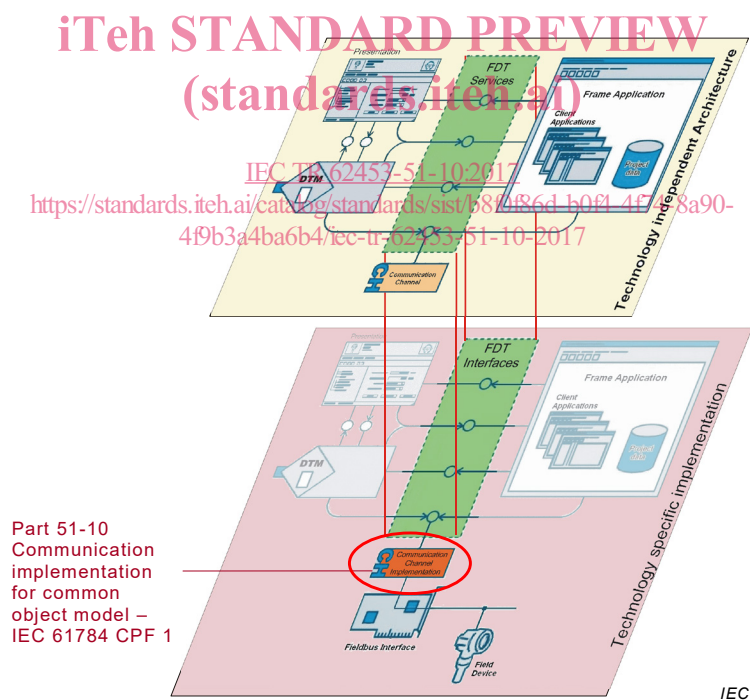 iTeh STANDARD PREVIEW
(standards.iteh.ai)
IEC TR 62453-51-10:2017
https://standards.iteh.ai/catalog/standards/sist/b8f0f86d-b0f4-4f74-8a90-
4f9b3a4ba6b4/iec-tr-62453-51-10-2017
Presentation
FDT
Services
Frame Application
Client
Applications
Project
data
DTM
CH
Communication
Channel
Technology independent Architecture
Presentation
FDT
Interfaces
Frame Application
Client
Applications
Project
data
DTM
CH
Communication
Channel
Implementation
Fieldbus Interface
Field
Device
Technology specific implementation
Part 51-10
Communication
implementation
for common
object model –
IEC 61784 CPF 1
IEC